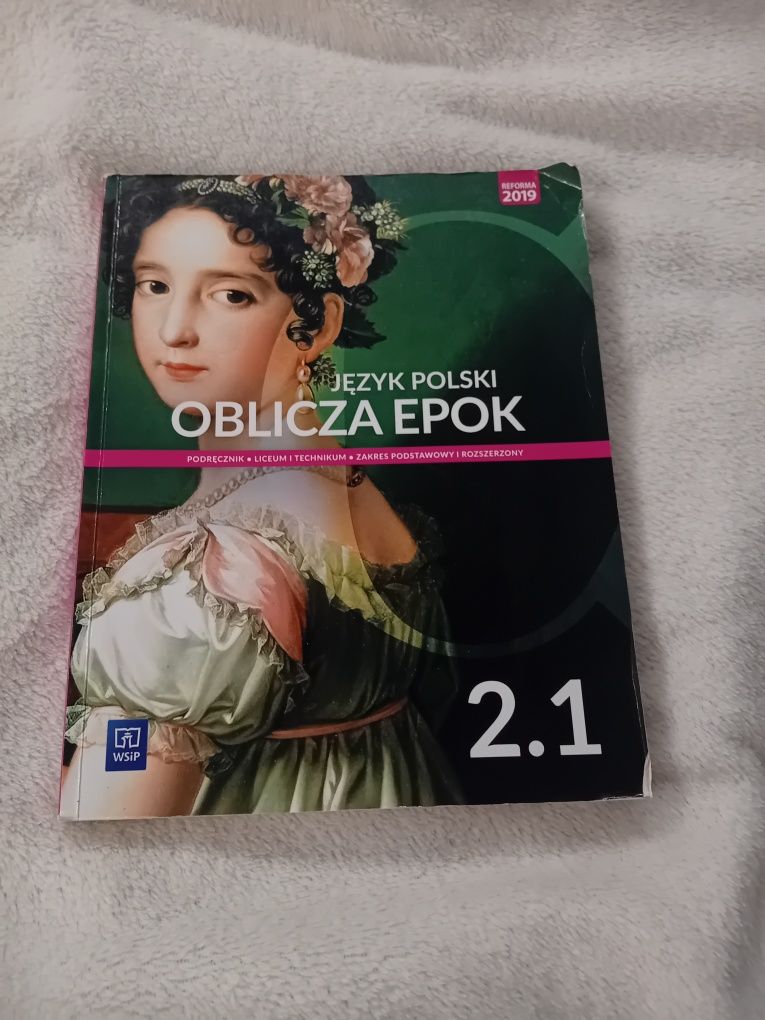 REFORMA
2019
JĘZYK POLSKI
OBLICZA EPOK
PODRĘCZNIK • LICEUM I TECHNIKUM • ZAKRES PODSTAWOWY I ROZSZERZONY
2.1
WSiP